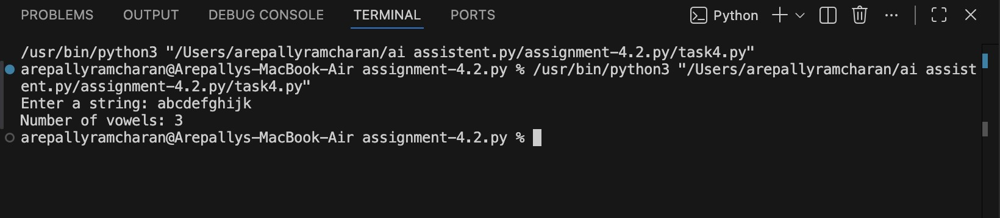 PROBLEMS OUTPUT DEBUG CONSOLE TERMINAL PORTS Python
/usr/bin/python3 "/Users/arepallyramcharan/ai assistent.py/assignment-4.2.py/task4.py"
arepallyramcharan@Arepallys-MacBook-Air assignment-4.2.py % /usr/bin/python3 "/Users/arepallyramcharan/ai assist
ent.py/assignment-4.2.py/task4.py"
Enter a string: abcdefghijk
Number of vowels: 3
arepallyramcharan@Arepallys-MacBook-Air assignment-4.2.py %